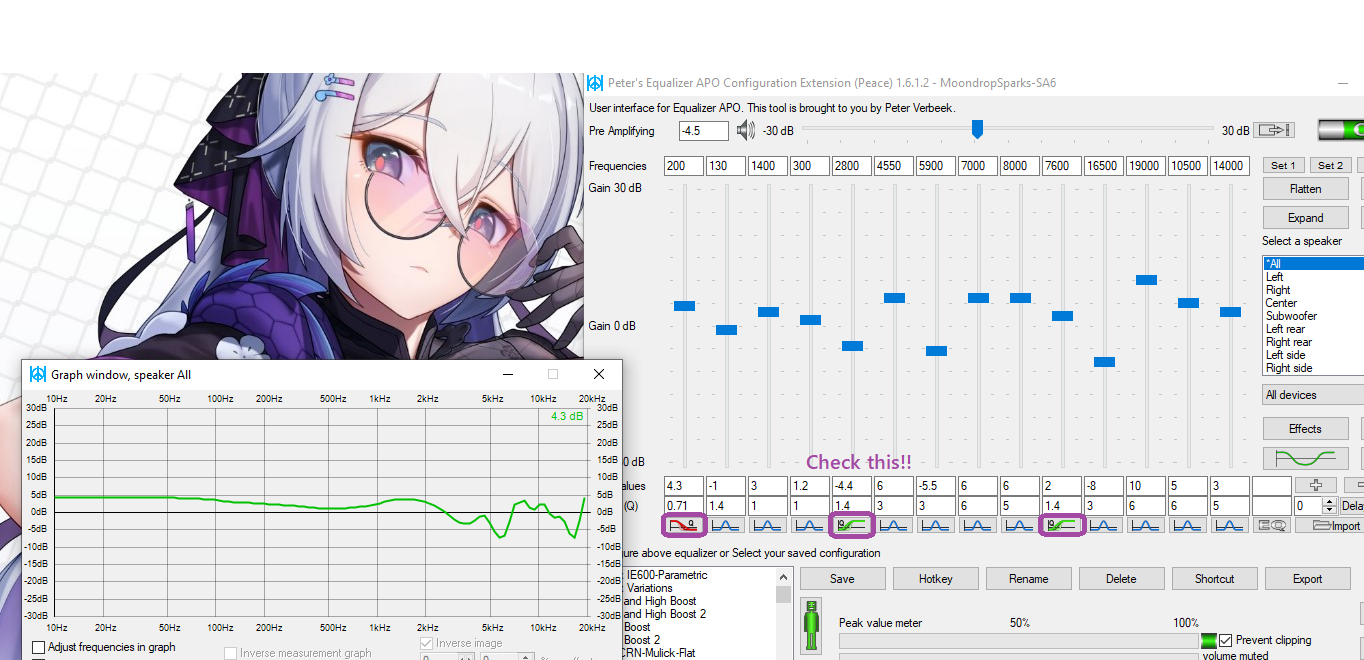 Peter's Equalizer APO Configuration Extension (Peace) 1.6.1.2 - MoondropSparks-SA6
User interface for Equalizer APO. This tool is brought to you by Peter Verbeek.
Pre Amplifying -4.5 -30 dB 30 dB
Frequencies 200 130 1400 300 2800 4550 5900 7000 8000 7600 16500 19000 10500 14000 Set 1 Set 2
Gain 30 dB
Flatten
Expand
Select a speaker
*All
Left
Right
Center
Subwoofer
Left rear
Right rear
Left side
Right side
Gain 0 dB
All devices
Effects
0 dB
Check this!!
alues 4.3 -1 3 1.2 -4.4 6 -5.5 6 6 2 -8 10 5 3
(Q) 0.71 1.4 1 1 1.4 3 3 6 5 1.4 3 6 6 5 0 Dela
Import
ure above equalizer or Select your saved configuration
IE600-Parametric
Variations
and High Boost
and High Boost 2
Boost
Boost 2
CRN-Mulick-Flat
Save Hotkey Rename Delete Shortcut Export
Peak value meter 50% 100%
Prevent clipping
volume muted
Graph window, speaker All
10Hz 20Hz 50Hz 100Hz 200Hz 500Hz 1kHz 2kHz 5kHz 10kHz 20kHz
30dB 30dB
4.3 dB
25dB 25dB
20dB 20dB
15dB 15dB
10dB 10dB
5dB 5dB
0dB 0dB
-5dB -5dB
-10dB -10dB
-15dB -15dB
-20dB -20dB
-25dB -25dB
-30dB -30dB
10Hz 20Hz 50Hz 100Hz 200Hz 500Hz 1kHz 2kHz 5kHz 10kHz 20kHz
Adjust frequencies in graph
Inverse image
Inverse measurement graph